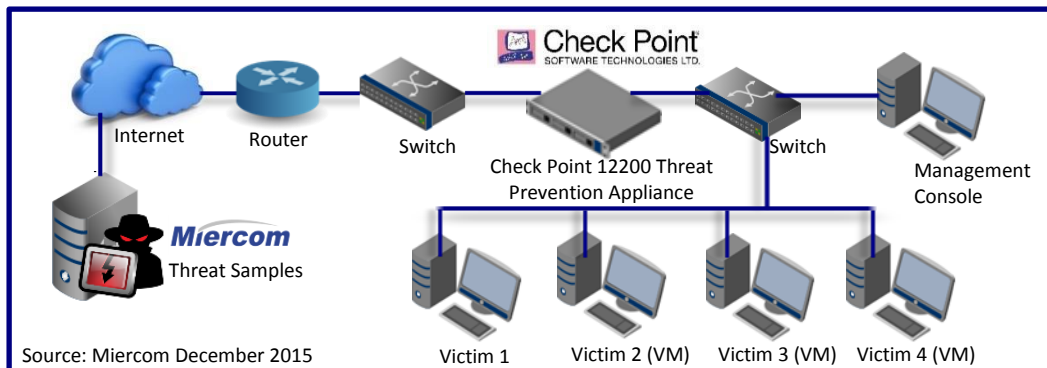 Check Point
SOFTWARE TECHNOLOGIES LTD.
Internet
Router
Switch
Check Point 12200 Threat
Prevention Appliance
Switch
Management
Console
Miercom
Threat Samples
Victim 1
Victim 2 (VM)
Victim 3 (VM)
Victim 4 (VM)
Source: Miercom December 2015